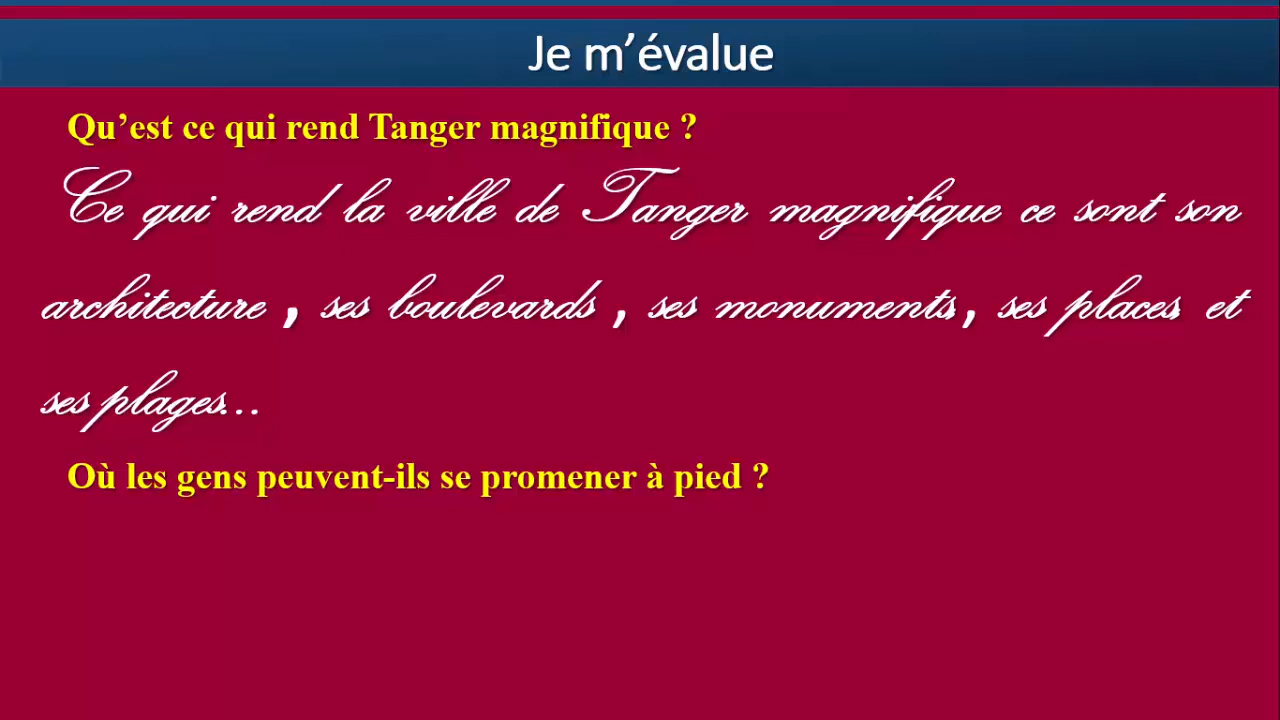 Je m’évalue
Qu’est ce qui rend Tanger magnifique ?
Ce qui rend la ville de Tanger magnifique ce sont son
architecture , ses boulevards , ses monuments, ses places et
ses plages...
Où les gens peuvent-ils se promener à pied ?